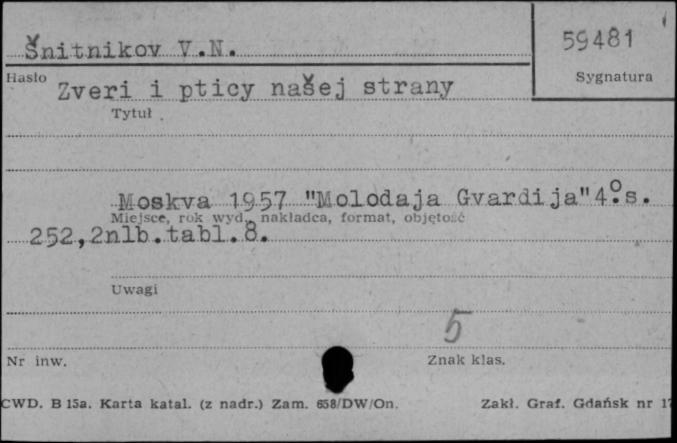 Šnitnikov V.N.
59481
Hasło
Sygnatura
Zveri i pticy našej strany
Tytuł
Moskva 1957 "Molodaja Gvardija" 4°.s.
Miejsce, rok wyd., nakładca, format, objętość
252,2nlb.tabl.8.
Uwagi
5
Nr inw.
Znak klas.
CWD. B 15a. Karta katal. (z nadr.) Zam. 658/DW/On.
Zakł. Graf. Gdańsk nr